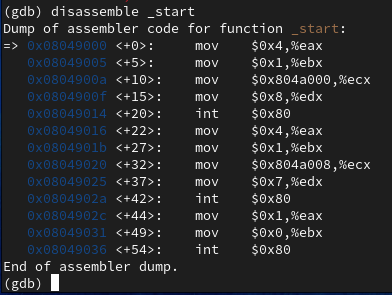 (gdb) disassemble _start
Dump of assembler code for function _start:
=> 0x08049000 <+0>: mov $0x4,%eax
0x08049005 <+5>: mov $0x1,%ebx
0x0804900a <+10>: mov $0x804a000,%ecx
0x0804900f <+15>: mov $0x8,%edx
0x08049014 <+20>: int $0x80
0x08049016 <+22>: mov $0x4,%eax
0x0804901b <+27>: mov $0x1,%ebx
0x08049020 <+32>: mov $0x804a008,%ecx
0x08049025 <+37>: mov $0x7,%edx
0x0804902a <+42>: int $0x80
0x0804902c <+44>: mov $0x1,%eax
0x08049031 <+49>: mov $0x0,%ebx
0x08049036 <+54>: int $0x80
End of assembler dump.
(gdb)